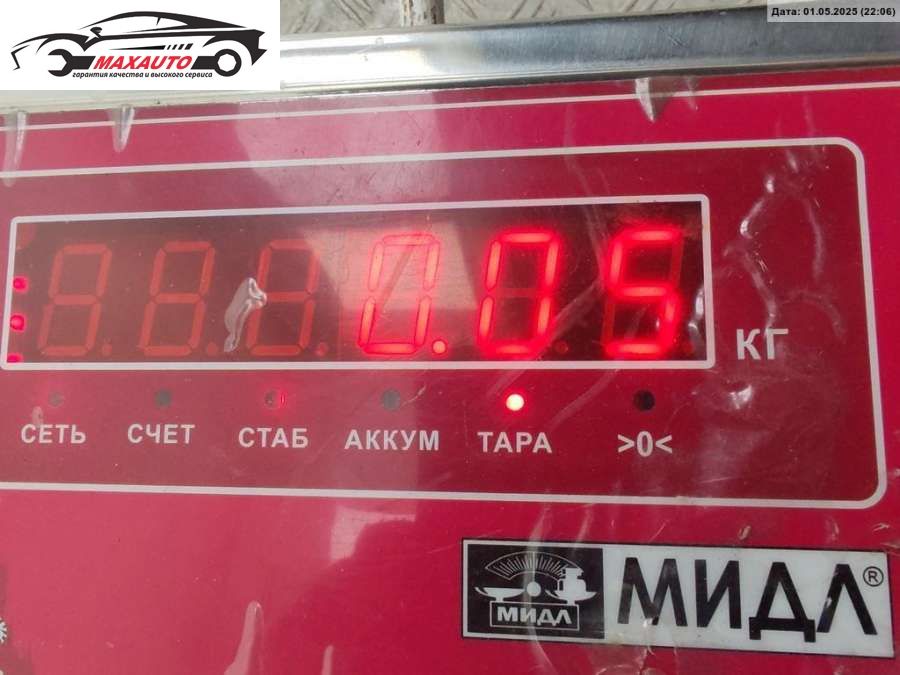 Дата: 01.05.2025 (22:06)
MAXAUTO
гарантия качества и высокого сервиса
0.05
КГ
СЕТЬ СЧЕТ СТАБ АККУМ ТАРА >0<
МИДЛ МИДЛ®